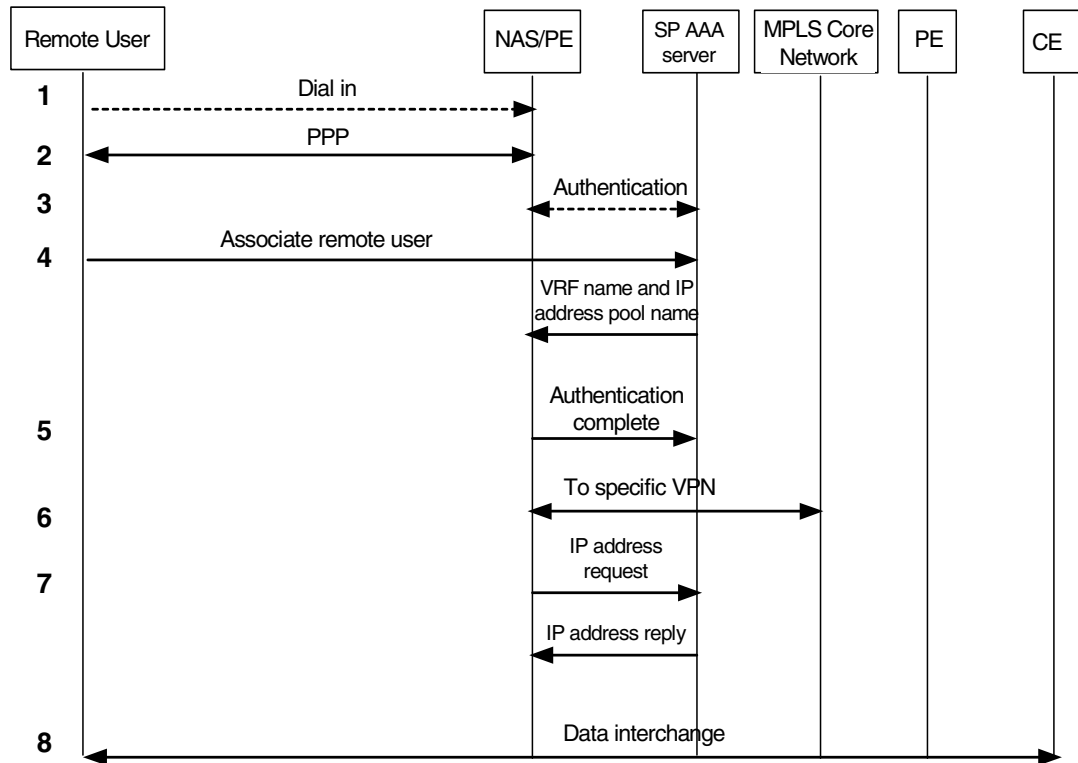 Remote User
NAS/PE
SP AAA
server
MPLS Core
Network
PE
CE
1
Dial in
2
PPP
3
Authentication
4
Associate remote user
VRF name and IP
address pool name
5
Authentication
complete
6
To specific VPN
7
IP address
request
IP address reply
8
Data interchange